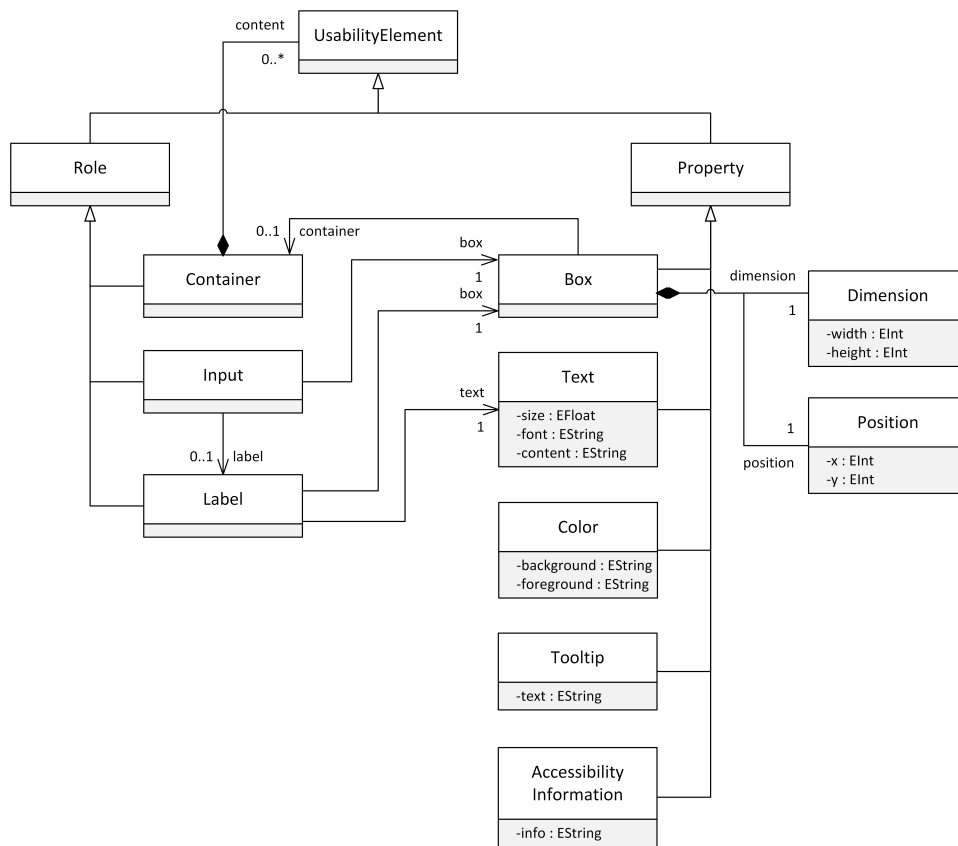 content
UsabilityElement
0..*
Role
Property
0..1
container
box
Container
1
Box
dimension
Dimension
box
1
1
-width : EInt
-height : EInt
Input
Text
text
1
-size : EFloat
-font : EString
-content : EString
1
Position
position
-x : EInt
-y : EInt
0..1
label
Label
Color
-background : EString
-foreground : EString
Tooltip
-text : EString
Accessibility
Information
-info : EString